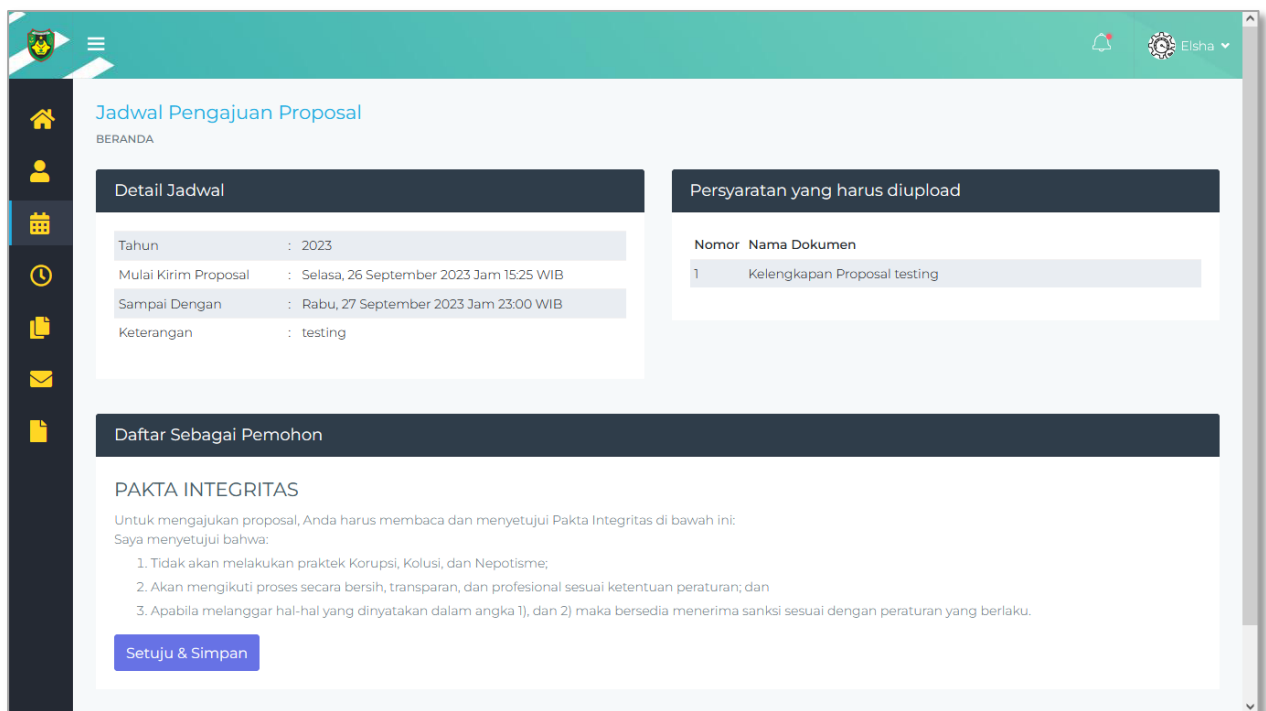 Elsha
Jadwal Pengajuan Proposal
BERANDA
Detail Jadwal
Tahun : 2023
Mulai Kirim Proposal : Selasa, 26 September 2023 Jam 15:25 WIB
Sampai Dengan : Rabu, 27 September 2023 Jam 23:00 WIB
Keterangan : testing
Persyaratan yang harus diupload
Nomor Nama Dokumen
1 Kelengkapan Proposal testing
Daftar Sebagai Pemohon
PAKTA INTEGRITAS
Untuk mengajukan proposal, Anda harus membaca dan menyetujui Pakta Integritas di bawah ini:
Saya menyetujui bahwa:
1. Tidak akan melakukan praktek Korupsi, Kolusi, dan Nepotisme;
2. Akan mengikuti proses secara bersih, transparan, dan profesional sesuai ketentuan peraturan; dan
3. Apabila melanggar hal-hal yang dinyatakan dalam angka 1), dan 2) maka bersedia menerima sanksi sesuai dengan peraturan yang berlaku.
Setuju & Simpan